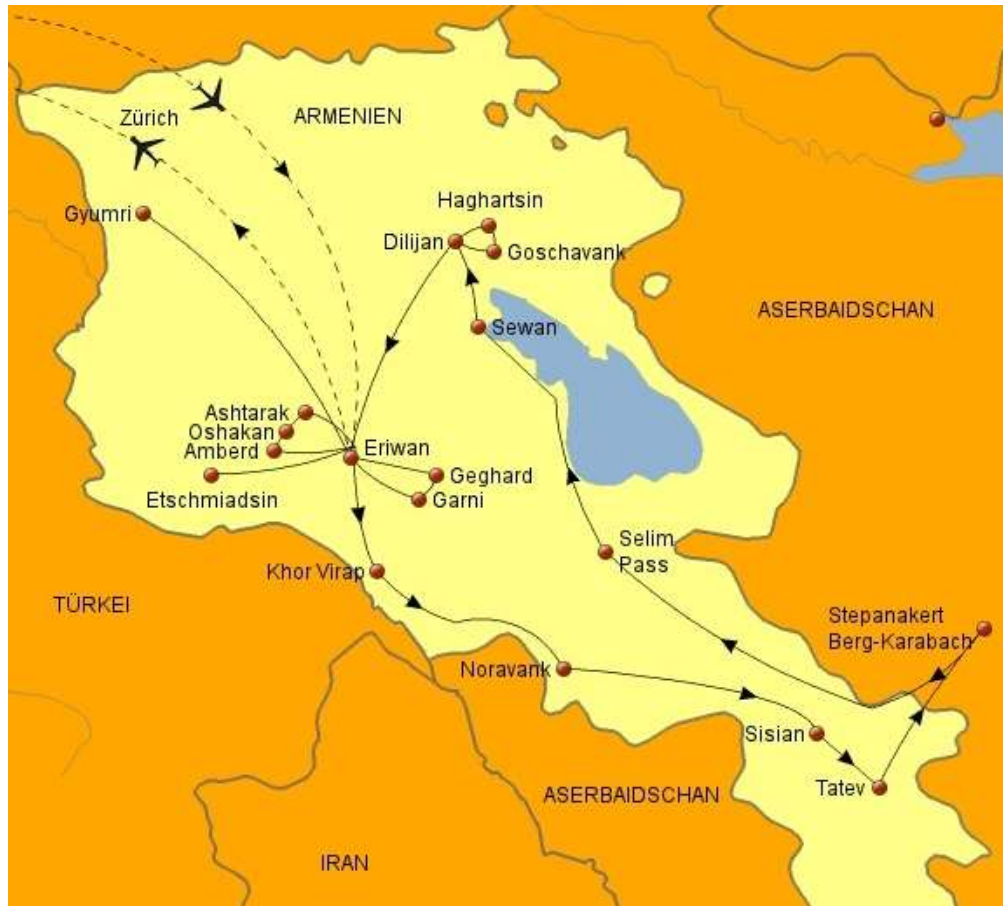 Zürich
ARMENIEN
Haghartsin
Gyumri
Dilijan
Goschavank
ASERBAIDSCHAN
Sewan
Ashtarak
Oshakan
Amberd
Eriwan
Geghard
Etschmiadsin
Garni
Selim
Pass
Khor Virap
TÜRKEI
Stepanakert
Berg-Karabach
Noravank
Sisian
Tatev
ASERBAIDSCHAN
IRAN